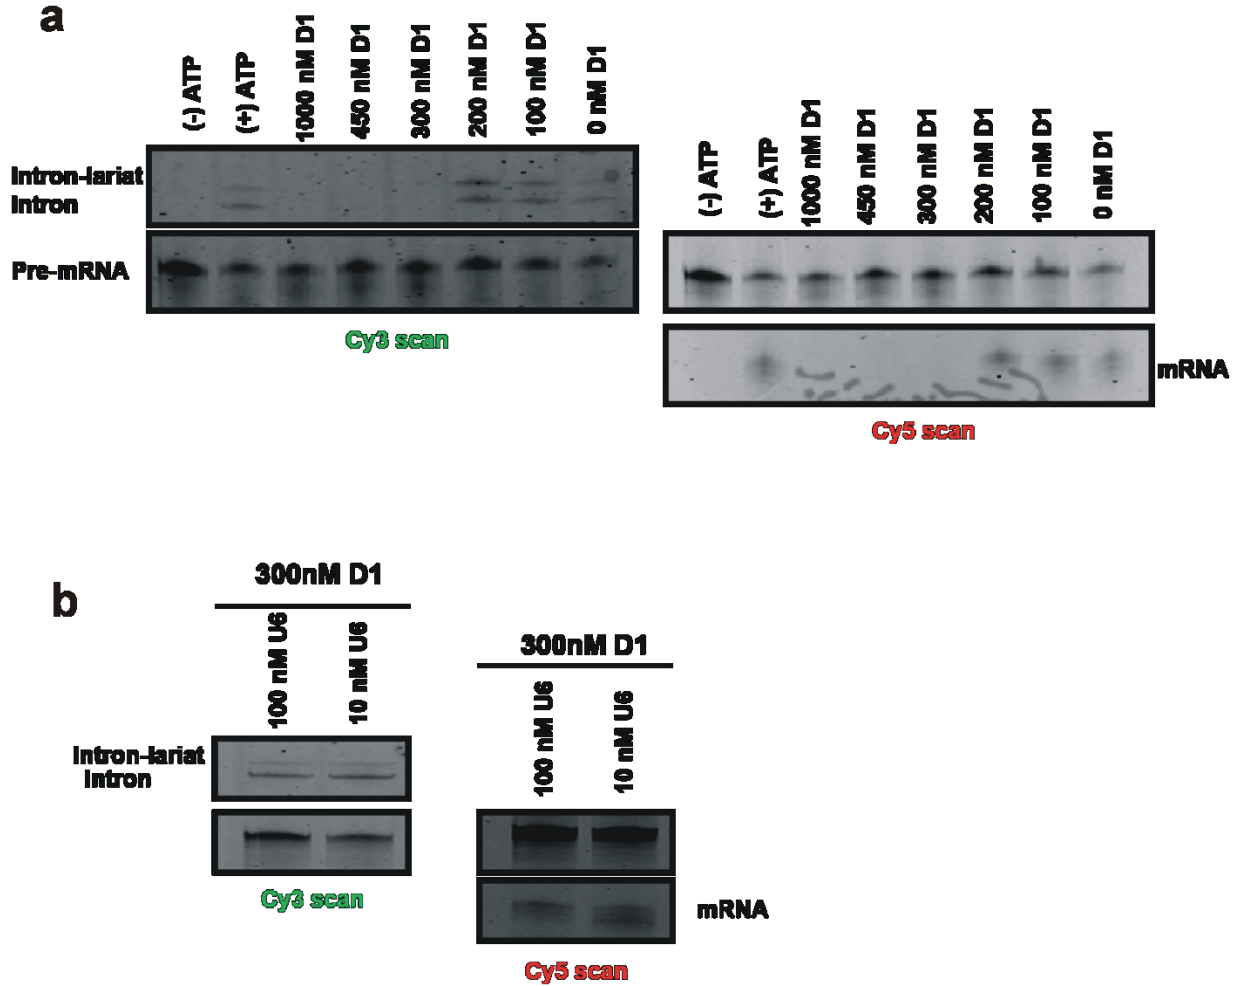 a
(-) ATP
(+) ATP
1000 nM D1
450 nM D1
300 nM D1
200 nM D1
100 nM D1
0 nM D1
Intron-lariat
Intron
Pre-mRNA
Cy3 scan
(-) ATP
(+) ATP
1000 nM D1
450 nM D1
300 nM D1
200 nM D1
100 nM D1
0 nM D1
mRNA
Cy5 scan
b
300nM D1
100 nM U6
10 nM U6
Intron-lariat
Intron
Cy3 scan
300nM D1
100 nM U6
10 nM U6
mRNA
Cy5 scan